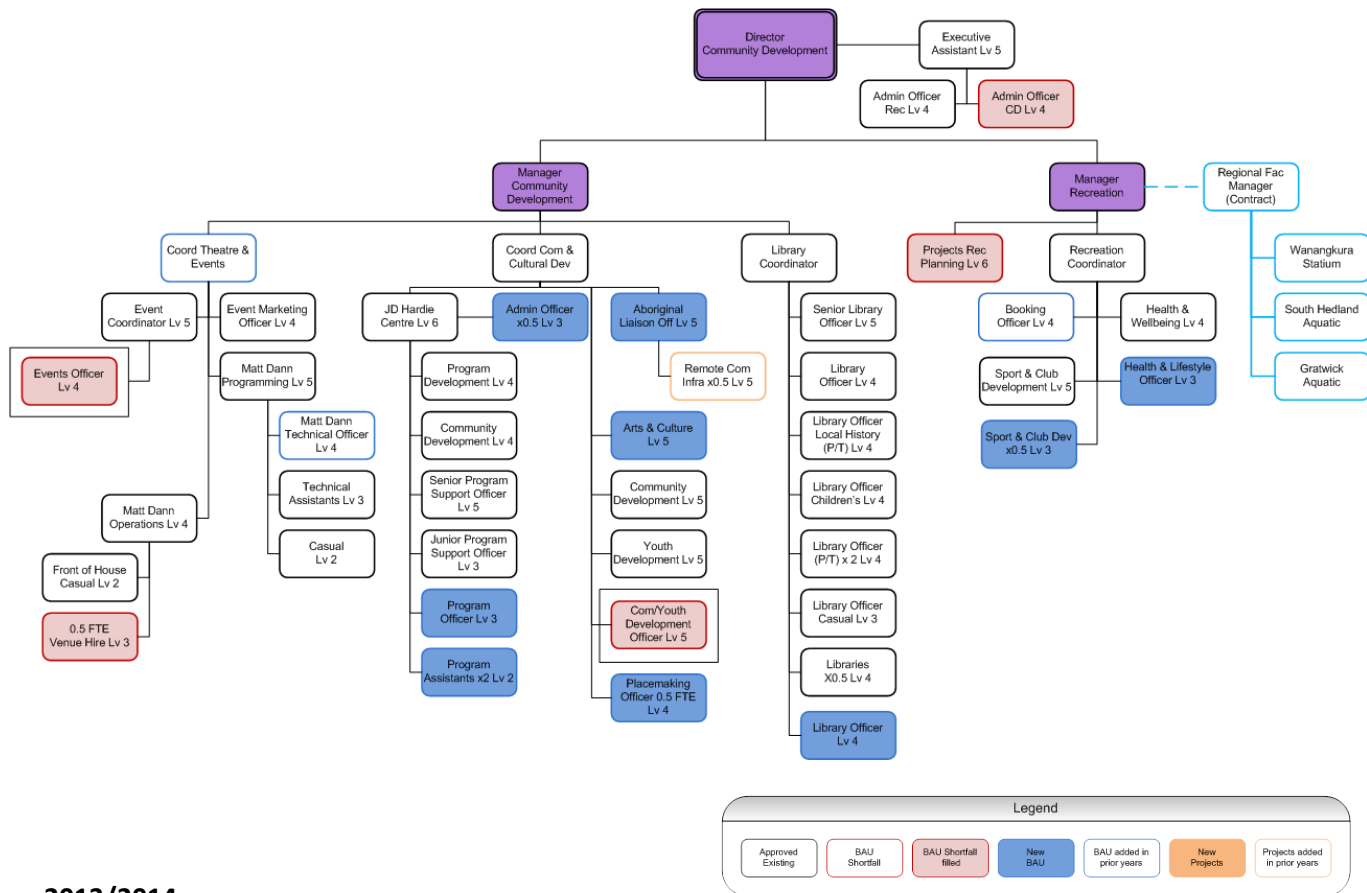 Director
Community Development
Executive
Assistant Lv 5
Admin Officer
Rec Lv 4
Admin Officer
CD Lv 4
Manager
Community
Development
Manager
Recreation
Regional Fac
Manager
(Contract)
Coord Theatre &
Events
Coord Com &
Cultural Dev
Library
Coordinator
Projects Rec
Planning Lv 6
Recreation
Coordinator
Wanangkura
Statium
Event
Coordinator Lv 5
Event Marketing
Officer Lv 4
JD Hardie
Centre Lv 6
Admin Officer
x0.5 Lv 3
Aboriginal
Liaison Off Lv 5
Senior Library
Officer Lv 5
Booking
Officer Lv 4
Health &
Wellbeing Lv 4
South Hedland
Aquatic
Events Officer
Lv 4
Matt Dann
Programming Lv 5
Program
Development Lv 4
Remote Com
Infra x0.5 Lv 5
Library
Officer Lv 4
Sport & Club
Development Lv 5
Health & Lifestyle
Officer Lv 3
Gratwick
Aquatic
Matt Dann
Technical Officer
Lv 4
Community
Development Lv 4
Arts & Culture
Lv 5
Library Officer
Local History
(P/T) Lv 4
Sport & Club Dev
x0.5 Lv 3
Technical
Assistants Lv 3
Senior Program
Support Officer
Lv 5
Community
Development Lv 5
Library Officer
Children's Lv 4
Matt Dann
Operations Lv 4
Casual
Lv 2
Junior Program
Support Officer
Lv 3
Youth
Development Lv 5
Library Officer
(P/T) x 2 Lv 4
Front of House
Casual Lv 2
Program
Officer Lv 3
Com/Youth
Development
Officer Lv 5
Library Officer
Casual Lv 3
0.5 FTE
Venue Hire Lv 3
Program
Assistants x2 Lv 2
Placemaking
Officer 0.5 FTE
Lv 4
Libraries
X0.5 Lv 4
Library Officer
Lv 4
Legend
Approved
Existing
BAU
Shortfall
BAU Shortfall
filled
New
BAU
BAU added in
prior years
New
Projects
Projects added
in prior years
2013/2014